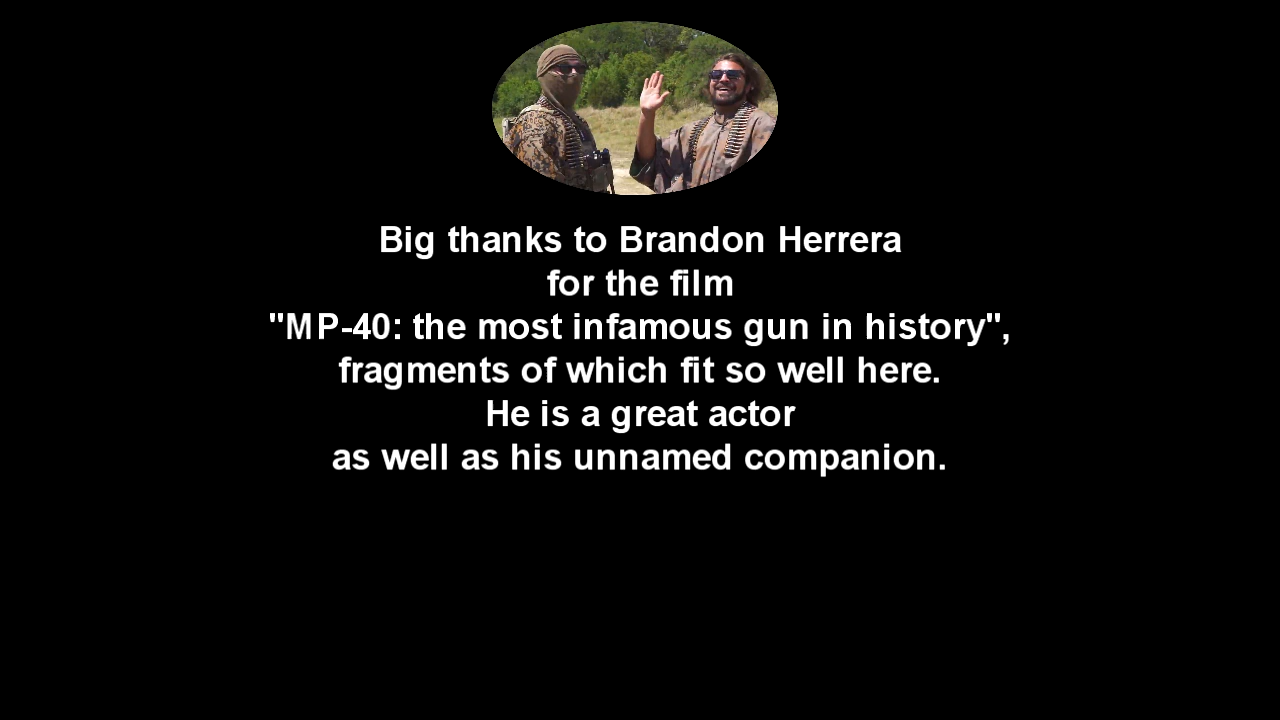 Big thanks to Brandon Herrera
for the film
"MP-40: the most infamous gun in history",
fragments of which fit so well here.
He is a great actor
as well as his unnamed companion.